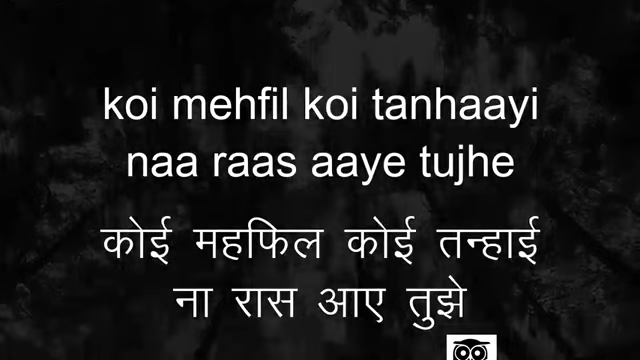 koi mehfil koi tanhaayi
naa raas aaye tujhe
कोई महफिल कोई तन्हाई
ना रास आए तुझे